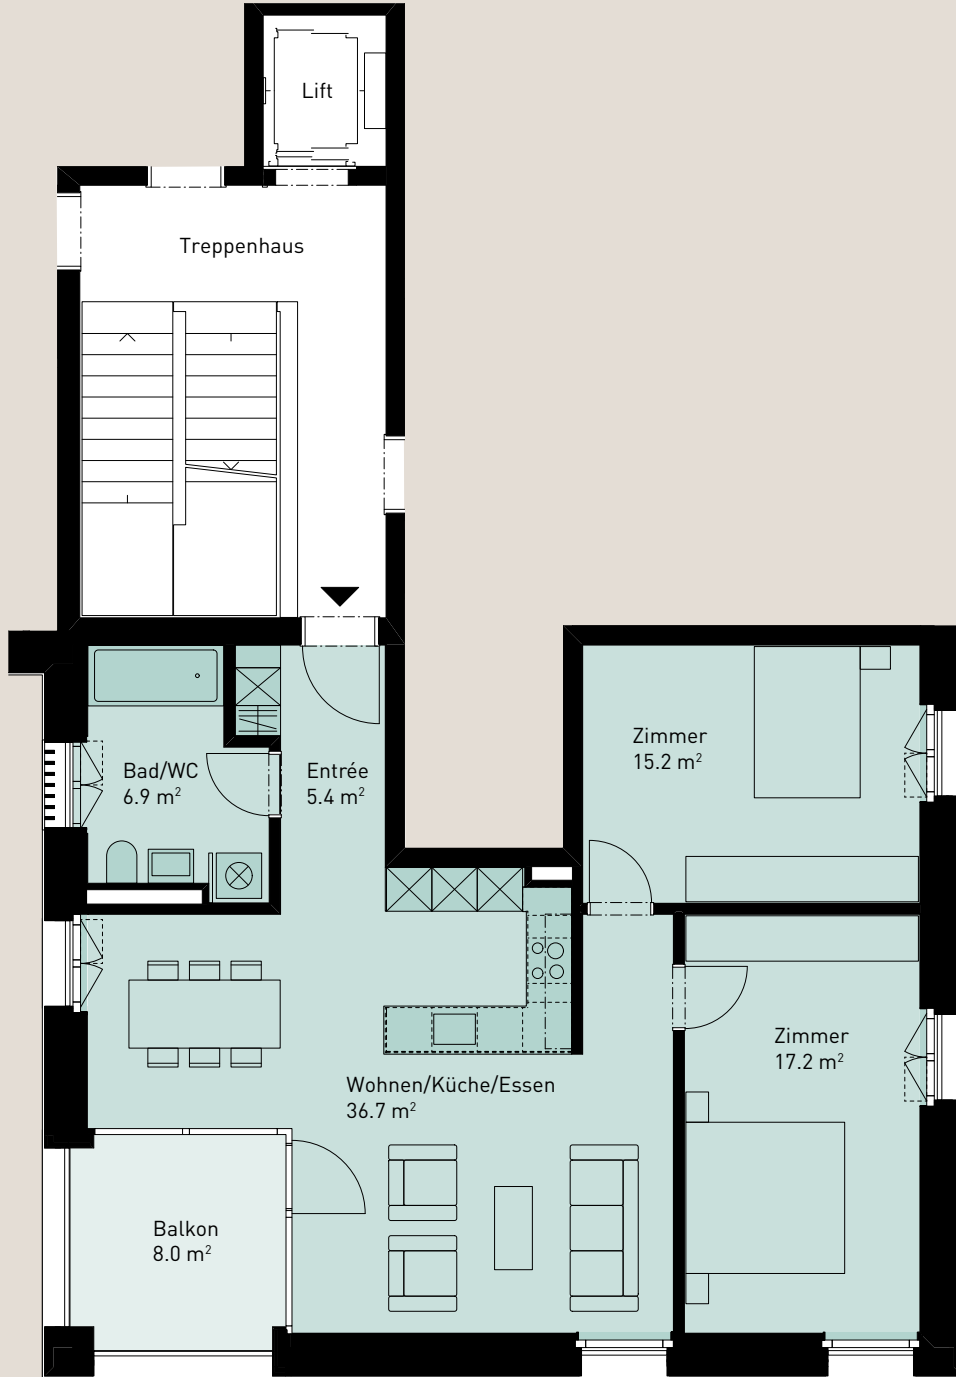 Lift
Treppenhaus
Bad/WC
6.9 m²
Entrée
5.4 m²
Zimmer
15.2 m²
Zimmer
17.2 m²
Wohnen/Küche/Essen
36.7 m²
Balkon
8.0 m²